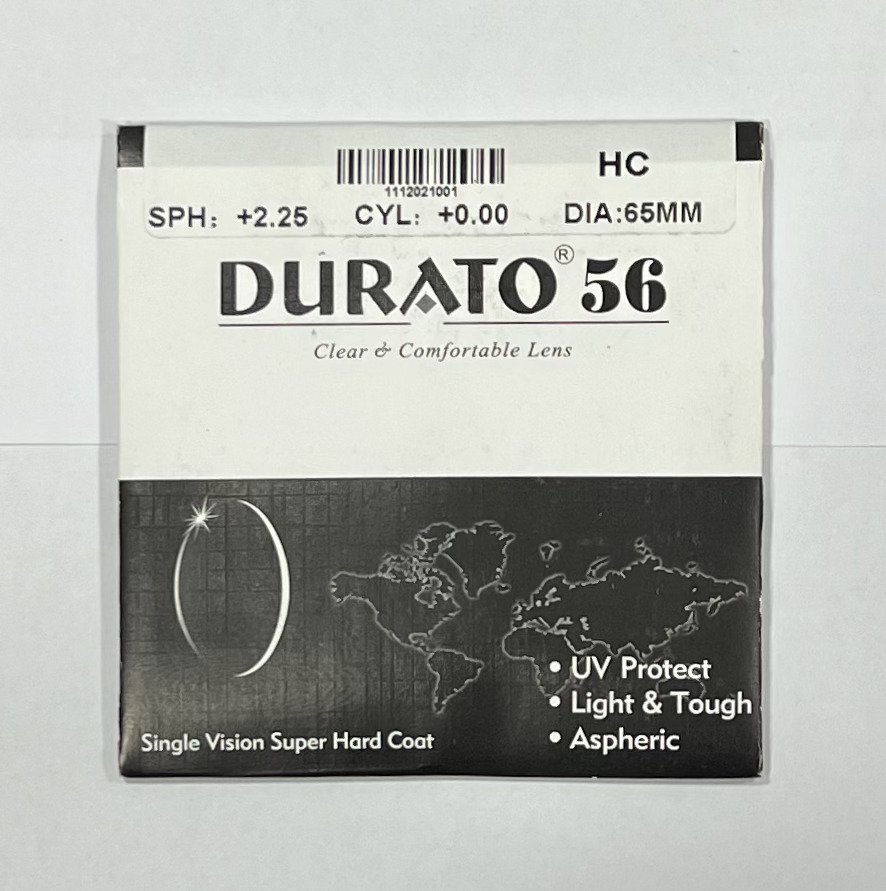 HC
1112021001
SPH: +2.25 CYL: +0.00 DIA:65MM
DURATO® 56
Clear & Comfortable Lens
• UV Protect
• Light & Tough
• Aspheric
Single Vision Super Hard Coat